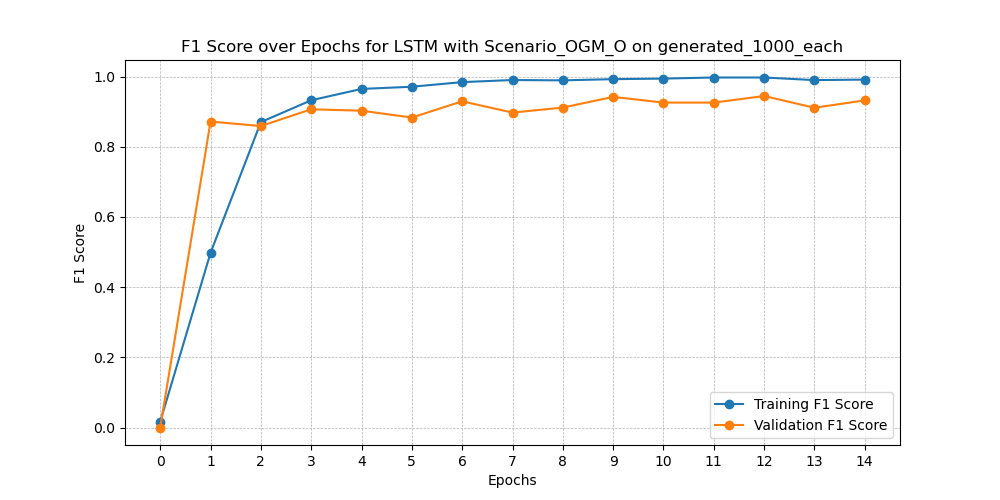 F1 Score over Epochs for LSTM with Scenario_OGM_O on generated_1000_each
1.0
0.8
0.6
0.4
0.2
0.0
F1 Score
Training F1 Score
Validation F1 Score
0 1 2 3 4 5 6 7 8 9 10 11 12 13 14
Epochs